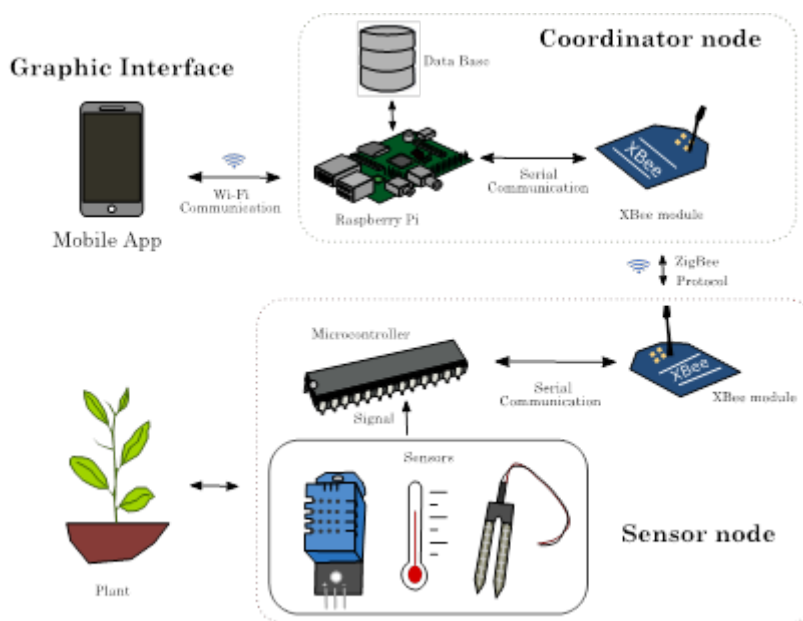 Coordinator node
Graphic Interface
Data Base
XBee
Serial
Communication
Wi-Fi
Communication
Raspberry Pi
XBee module
Mobile App
ZigBee
Protocol
Microcontroller
XBee
Serial
Communication
XBee module
Signal
Sensors
Sensor node
Plant